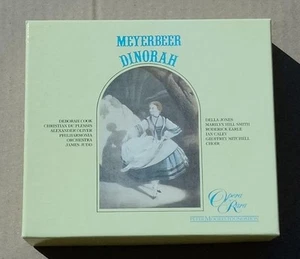 MEYERBEER
DINORAH
DEBORAH COOK
CHRISTIAN DU PLESSIS
ALEXANDER OLIVER
PHILHARMONIA
ORCHESTRA
JAMES JUDD
DELLA JONES
MARILYN HILL SMITH
RODERICK EARLE
IAN CALEY
GEOFFREY MITCHELL
CHOIR
Opera
Rara